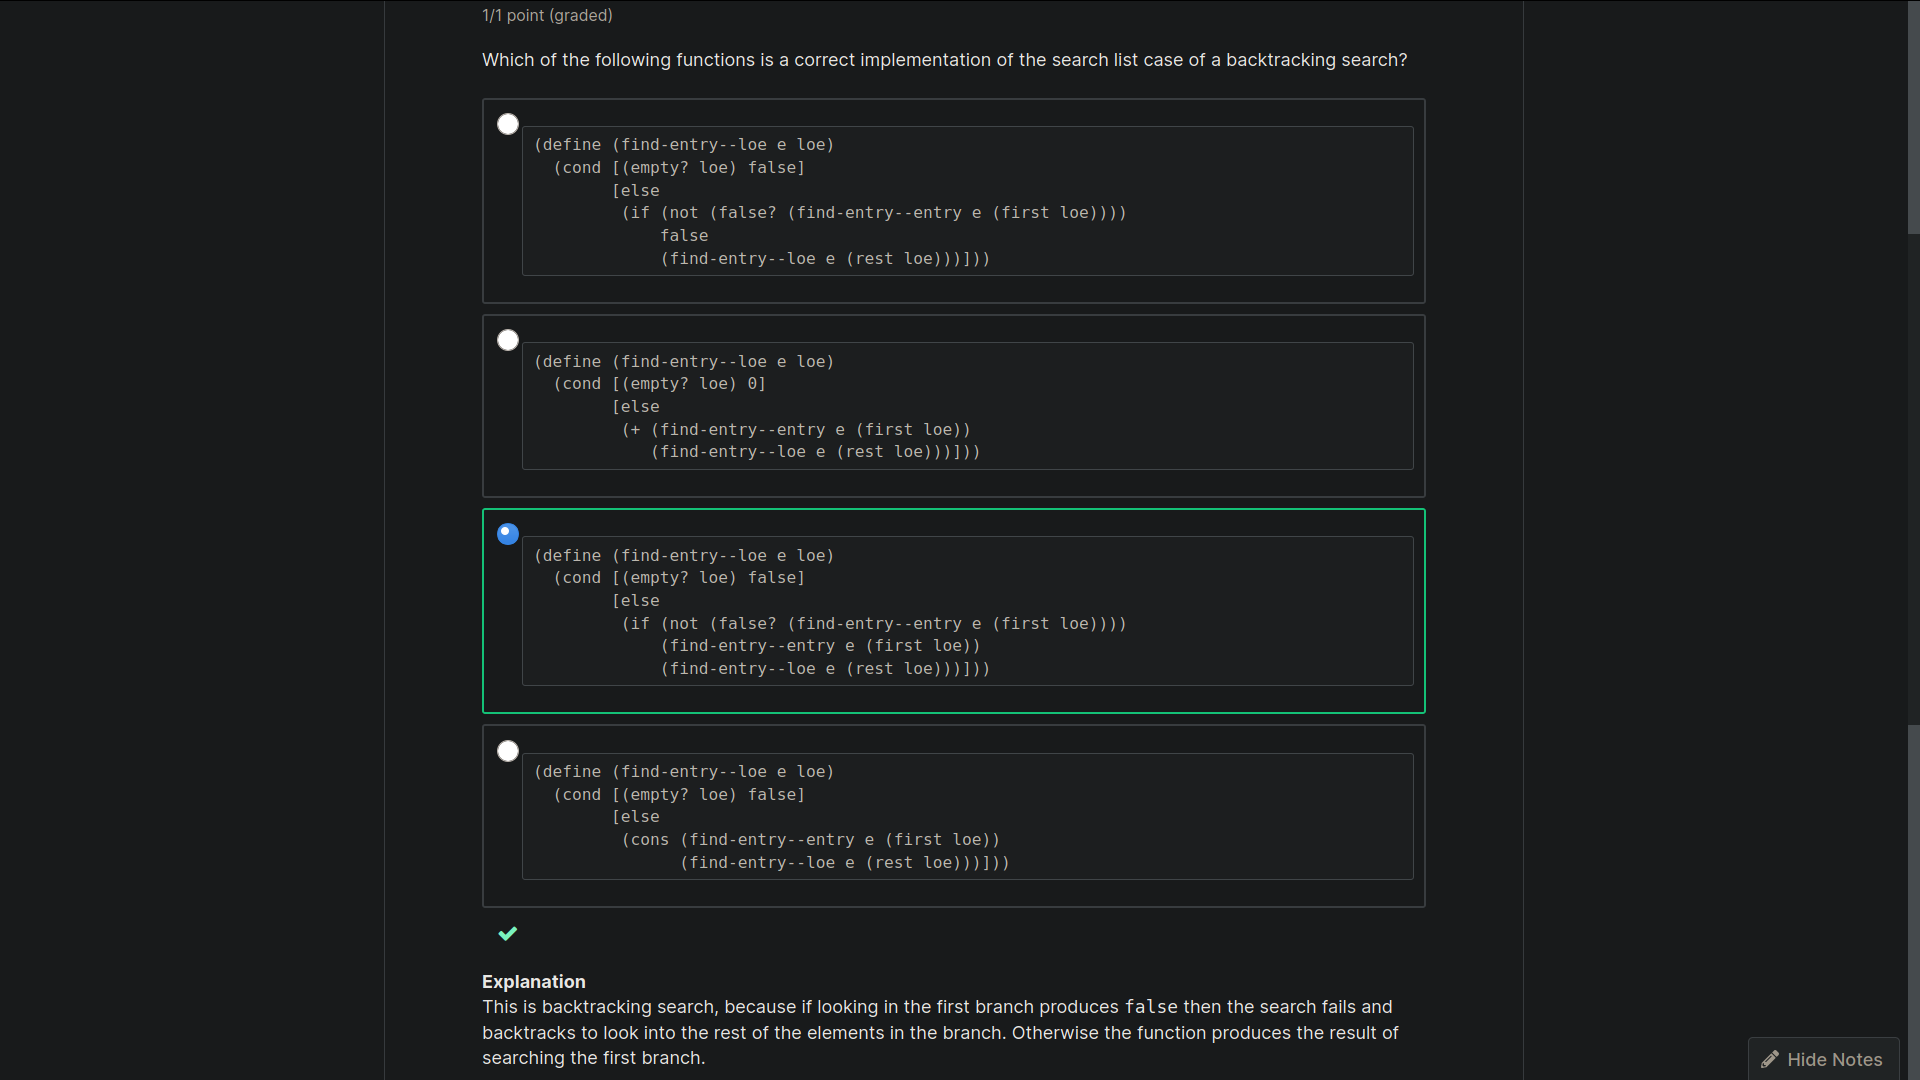 1/1 point (graded)
Which of the following functions is a correct implementation of the search list case of a backtracking search?
(define (find-entry--loe e loe)
  (cond [(empty? loe) false]
        [else
         (if (not (false? (find-entry--entry e (first loe))))
             false
             (find-entry--loe e (rest loe)))]))
(define (find-entry--loe e loe)
  (cond [(empty? loe) 0]
        [else
         (+ (find-entry--entry e (first loe))
            (find-entry--loe e (rest loe)))]))
(define (find-entry--loe e loe)
  (cond [(empty? loe) false]
        [else
         (if (not (false? (find-entry--entry e (first loe))))
             (find-entry--entry e (first loe))
             (find-entry--loe e (rest loe)))]))
(define (find-entry--loe e loe)
  (cond [(empty? loe) false]
        [else
         (cons (find-entry--entry e (first loe))
               (find-entry--loe e (rest loe)))]))
Explanation
This is backtracking search, because if looking in the first branch produces false then the search fails and
backtracks to look into the rest of the elements in the branch. Otherwise the function produces the result of
searching the first branch.
Hide Notes